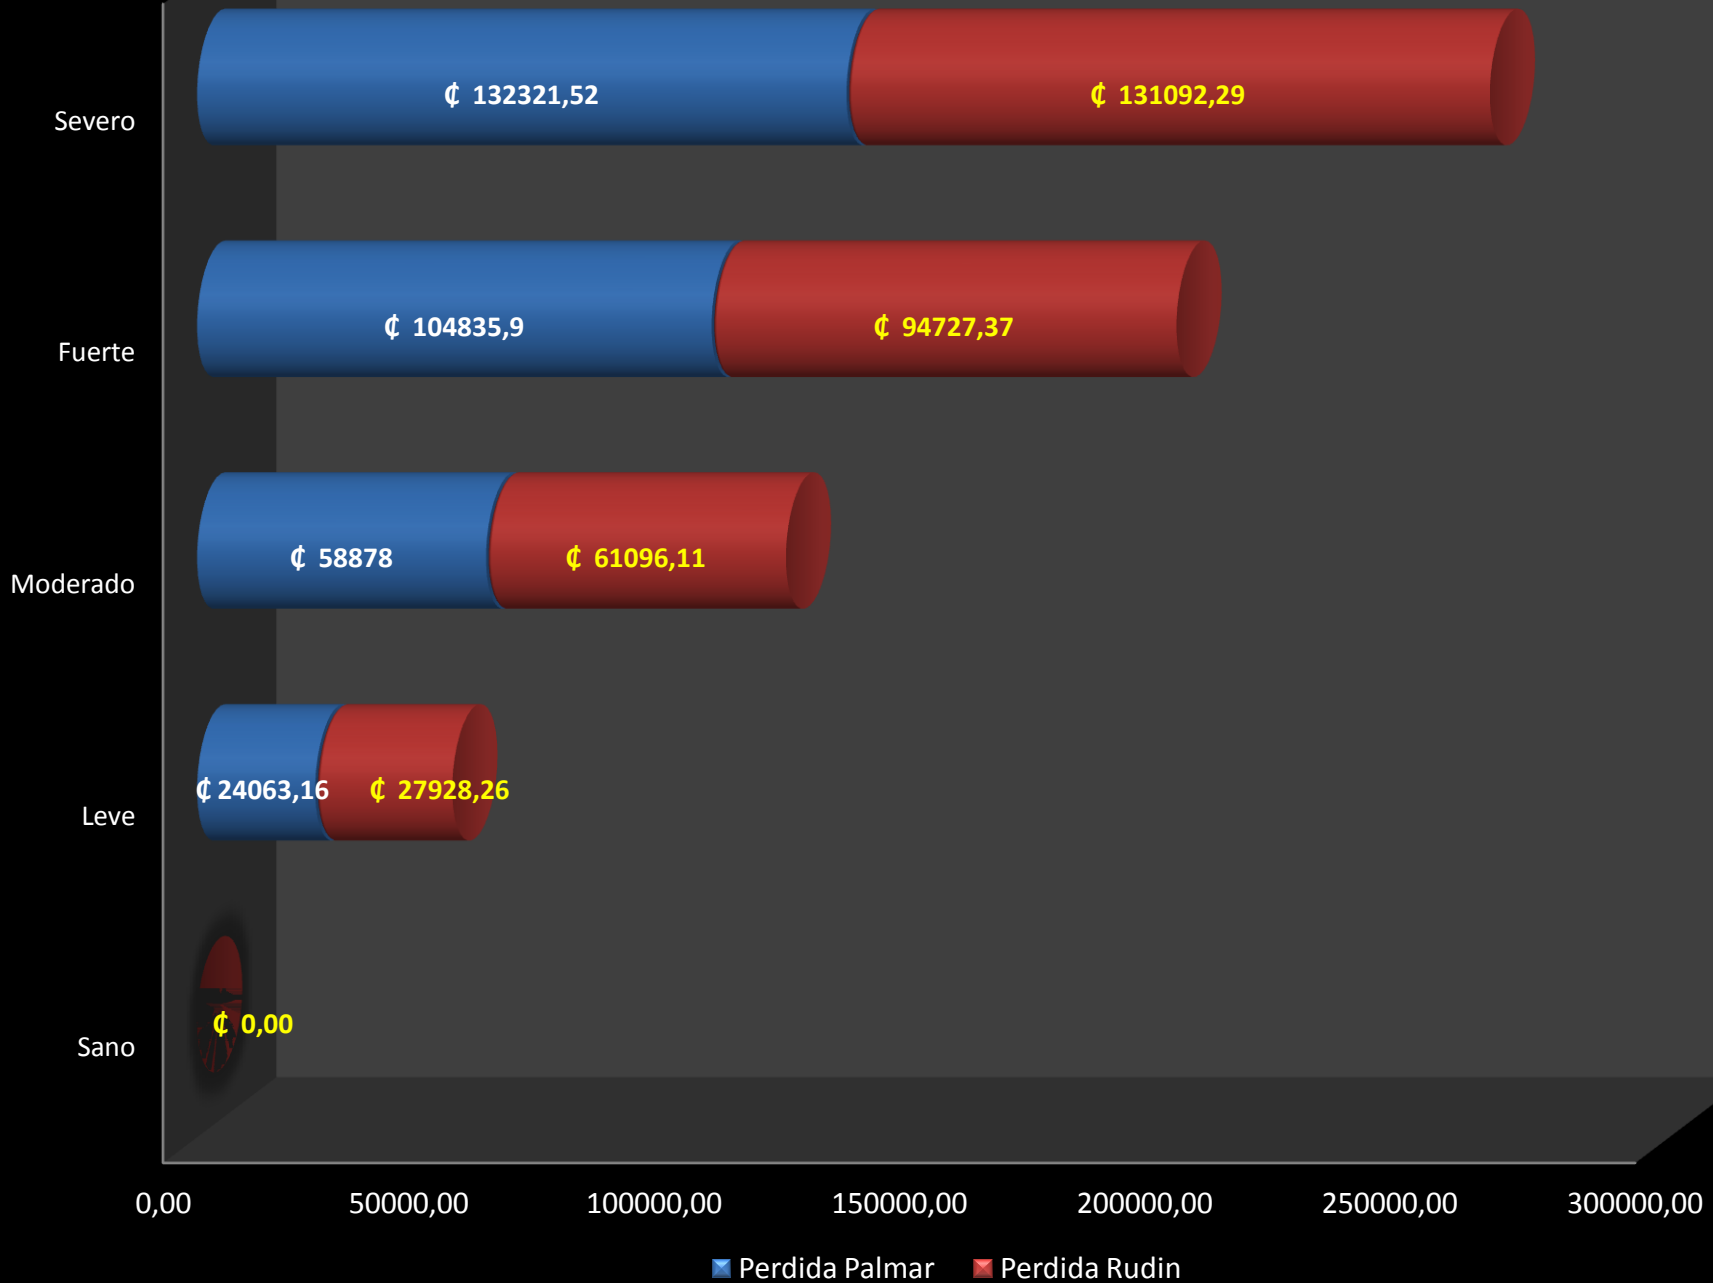 Severo
₡ 132321,52
₡ 131092,29
Fuerte
₡ 104835,9
₡ 94727,37
Moderado
₡ 58878
₡ 61096,11
Leve
₡ 24063,16
₡ 27928,26
Sano
₡ 0,00
0,00 50000,00 100000,00 150000,00 200000,00 250000,00 300000,00
Perdida Palmar Perdida Rudin